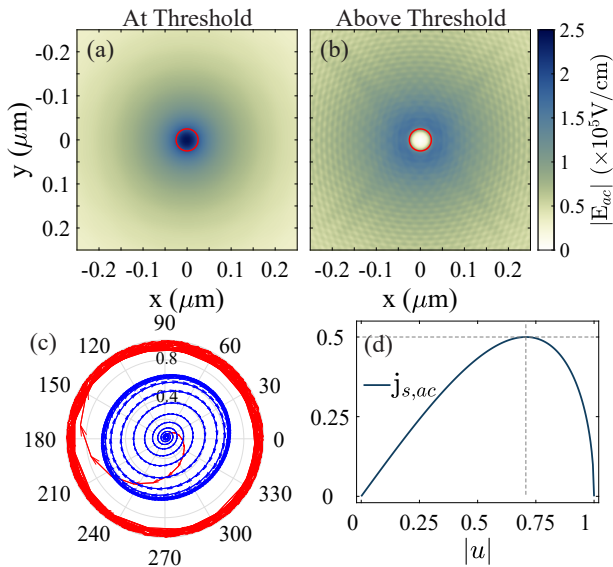 At Threshold
Above Threshold
(a)
(b)
-0.2
-0.1
0
0.1
0.2
y (μm)
-0.2 -0.1 0 0.1 0.2
-0.2 -0.1 0 0.1 0.2
x (μm)
x (μm)
2.5
2
1.5
1
0.5
0
|E_ac| (×10^5V/cm)
(c)
90
120 60
150 30
180 0
210 330
240 300
270
0.8
0.4
(d)
0.5
0.25
0
j_s,ac
0 0.25 0.5 0.75 1
|u|